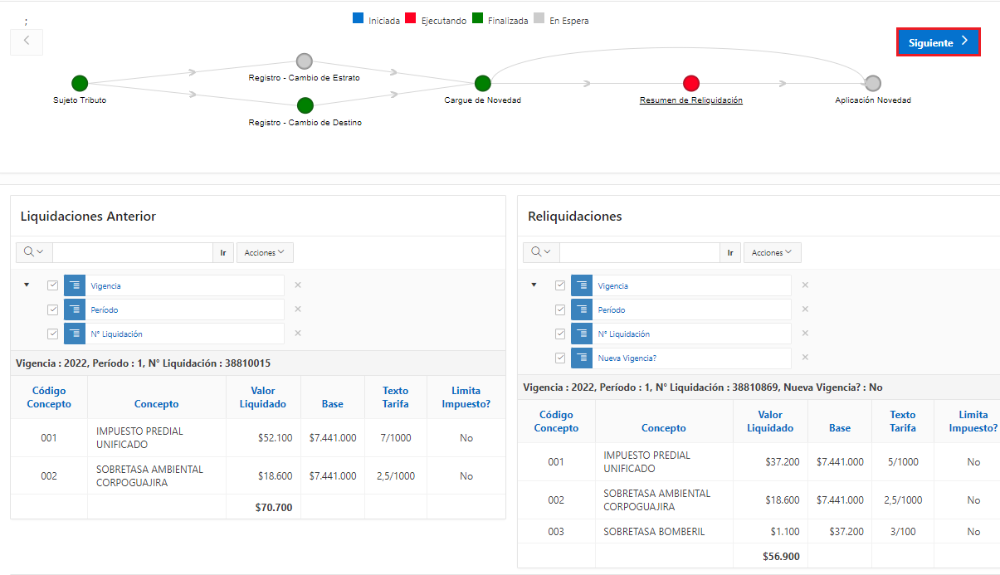 ;
Iniciada Ejecutando Finalizada En Espera
Siguiente
Registro - Cambio de Estrato
Sujeto Tributo
Cargue de Novedad
Resumen de Reliquidación
Aplicación Novedad
Registro - Cambio de Destino
Liquidaciones Anterior
Ir
Acciones
Vigencia
Período
N° Liquidación
Vigencia : 2022, Período : 1, N° Liquidación : 38810015
Código Concepto Concepto Valor Liquidado Base Texto Tarifa Limita Impuesto?
001 IMPUESTO PREDIAL UNIFICADO $52.100 $7.441.000 7/1000 No
002 SOBRETASA AMBIENTAL CORPOGUAJIRA $18.600 $7.441.000 2,5/1000 No
$70.700
Reliquidaciones
Ir
Acciones
Vigencia
Período
N° Liquidación
Nueva Vigencia?
Vigencia : 2022, Período : 1, N° Liquidación : 38810869, Nueva Vigencia? : No
Código Concepto Concepto Valor Liquidado Base Texto Tarifa Limita Impuesto?
001 IMPUESTO PREDIAL UNIFICADO $37.200 $7.441.000 5/1000 No
002 SOBRETASA AMBIENTAL CORPOGUAJIRA $18.600 $7.441.000 2,5/1000 No
003 SOBRETASA BOMBERIL $1.100 $37.200 3/100 No
$56.900